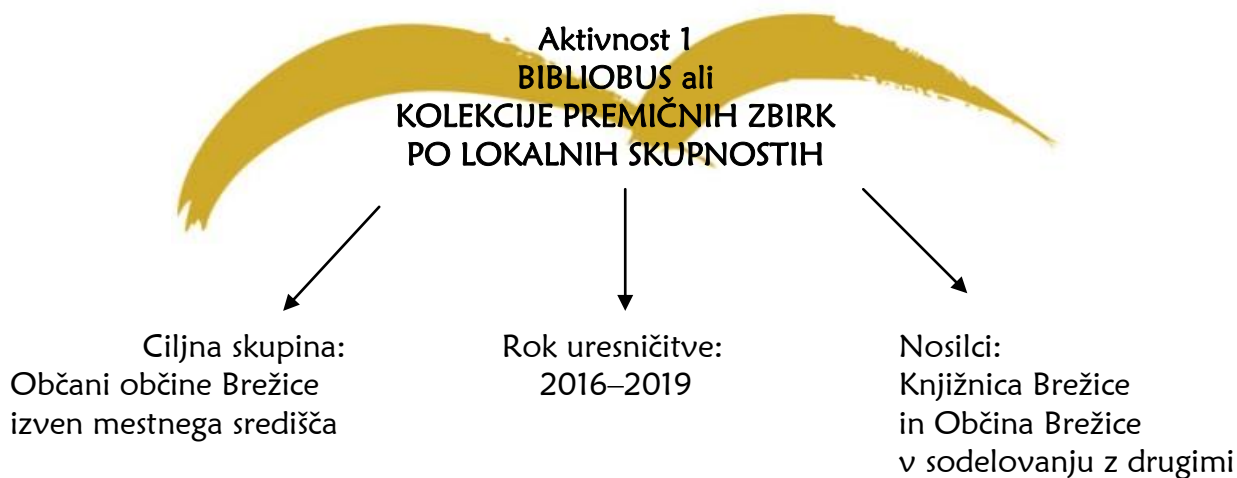 Aktivnost 1
BIBLIOBUS ali
KOLEKCIJE PREMIČNIH ZBIRK
PO LOKALNIH SKUPNOSTIH
Ciljna skupina:
Občani občine Brežice
izven mestnega središča
Rok uresničitve:
2016–2019
Nosilci:
Knjižnica Brežice
in Občina Brežice
v sodelovanju z drugimi